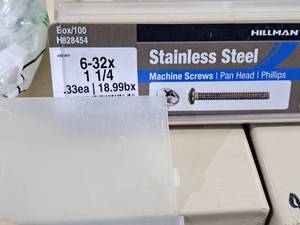 Box/100
H828454
6-32x
1 1/4
.33ea | 18.99bx
HILLMAN
Stainless Steel
Machine Screws | Pan Head | Phillips